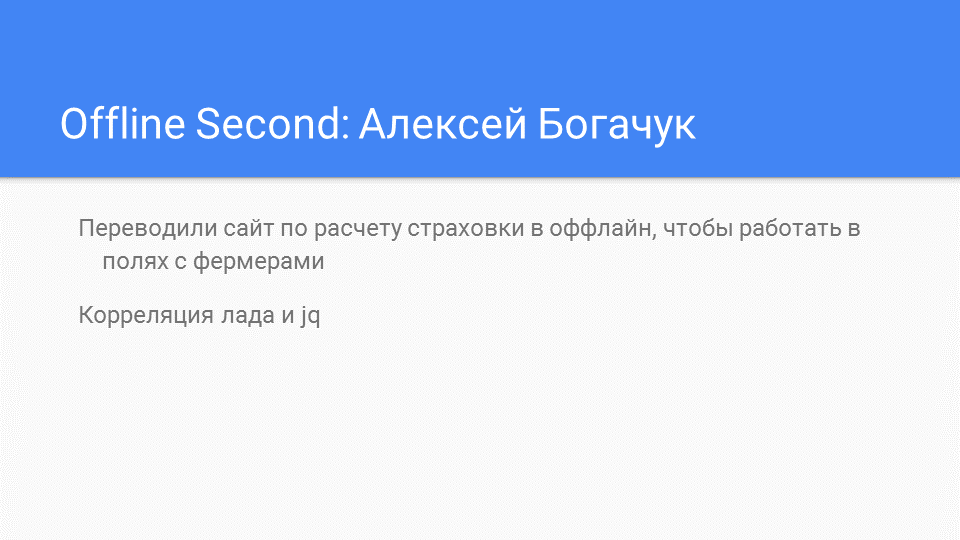 Offline Second: Алексей Богачук
Переводили сайт по расчету страховки в оффлайн, чтобы работать в
полях с фермерами
Корреляция лада и jq